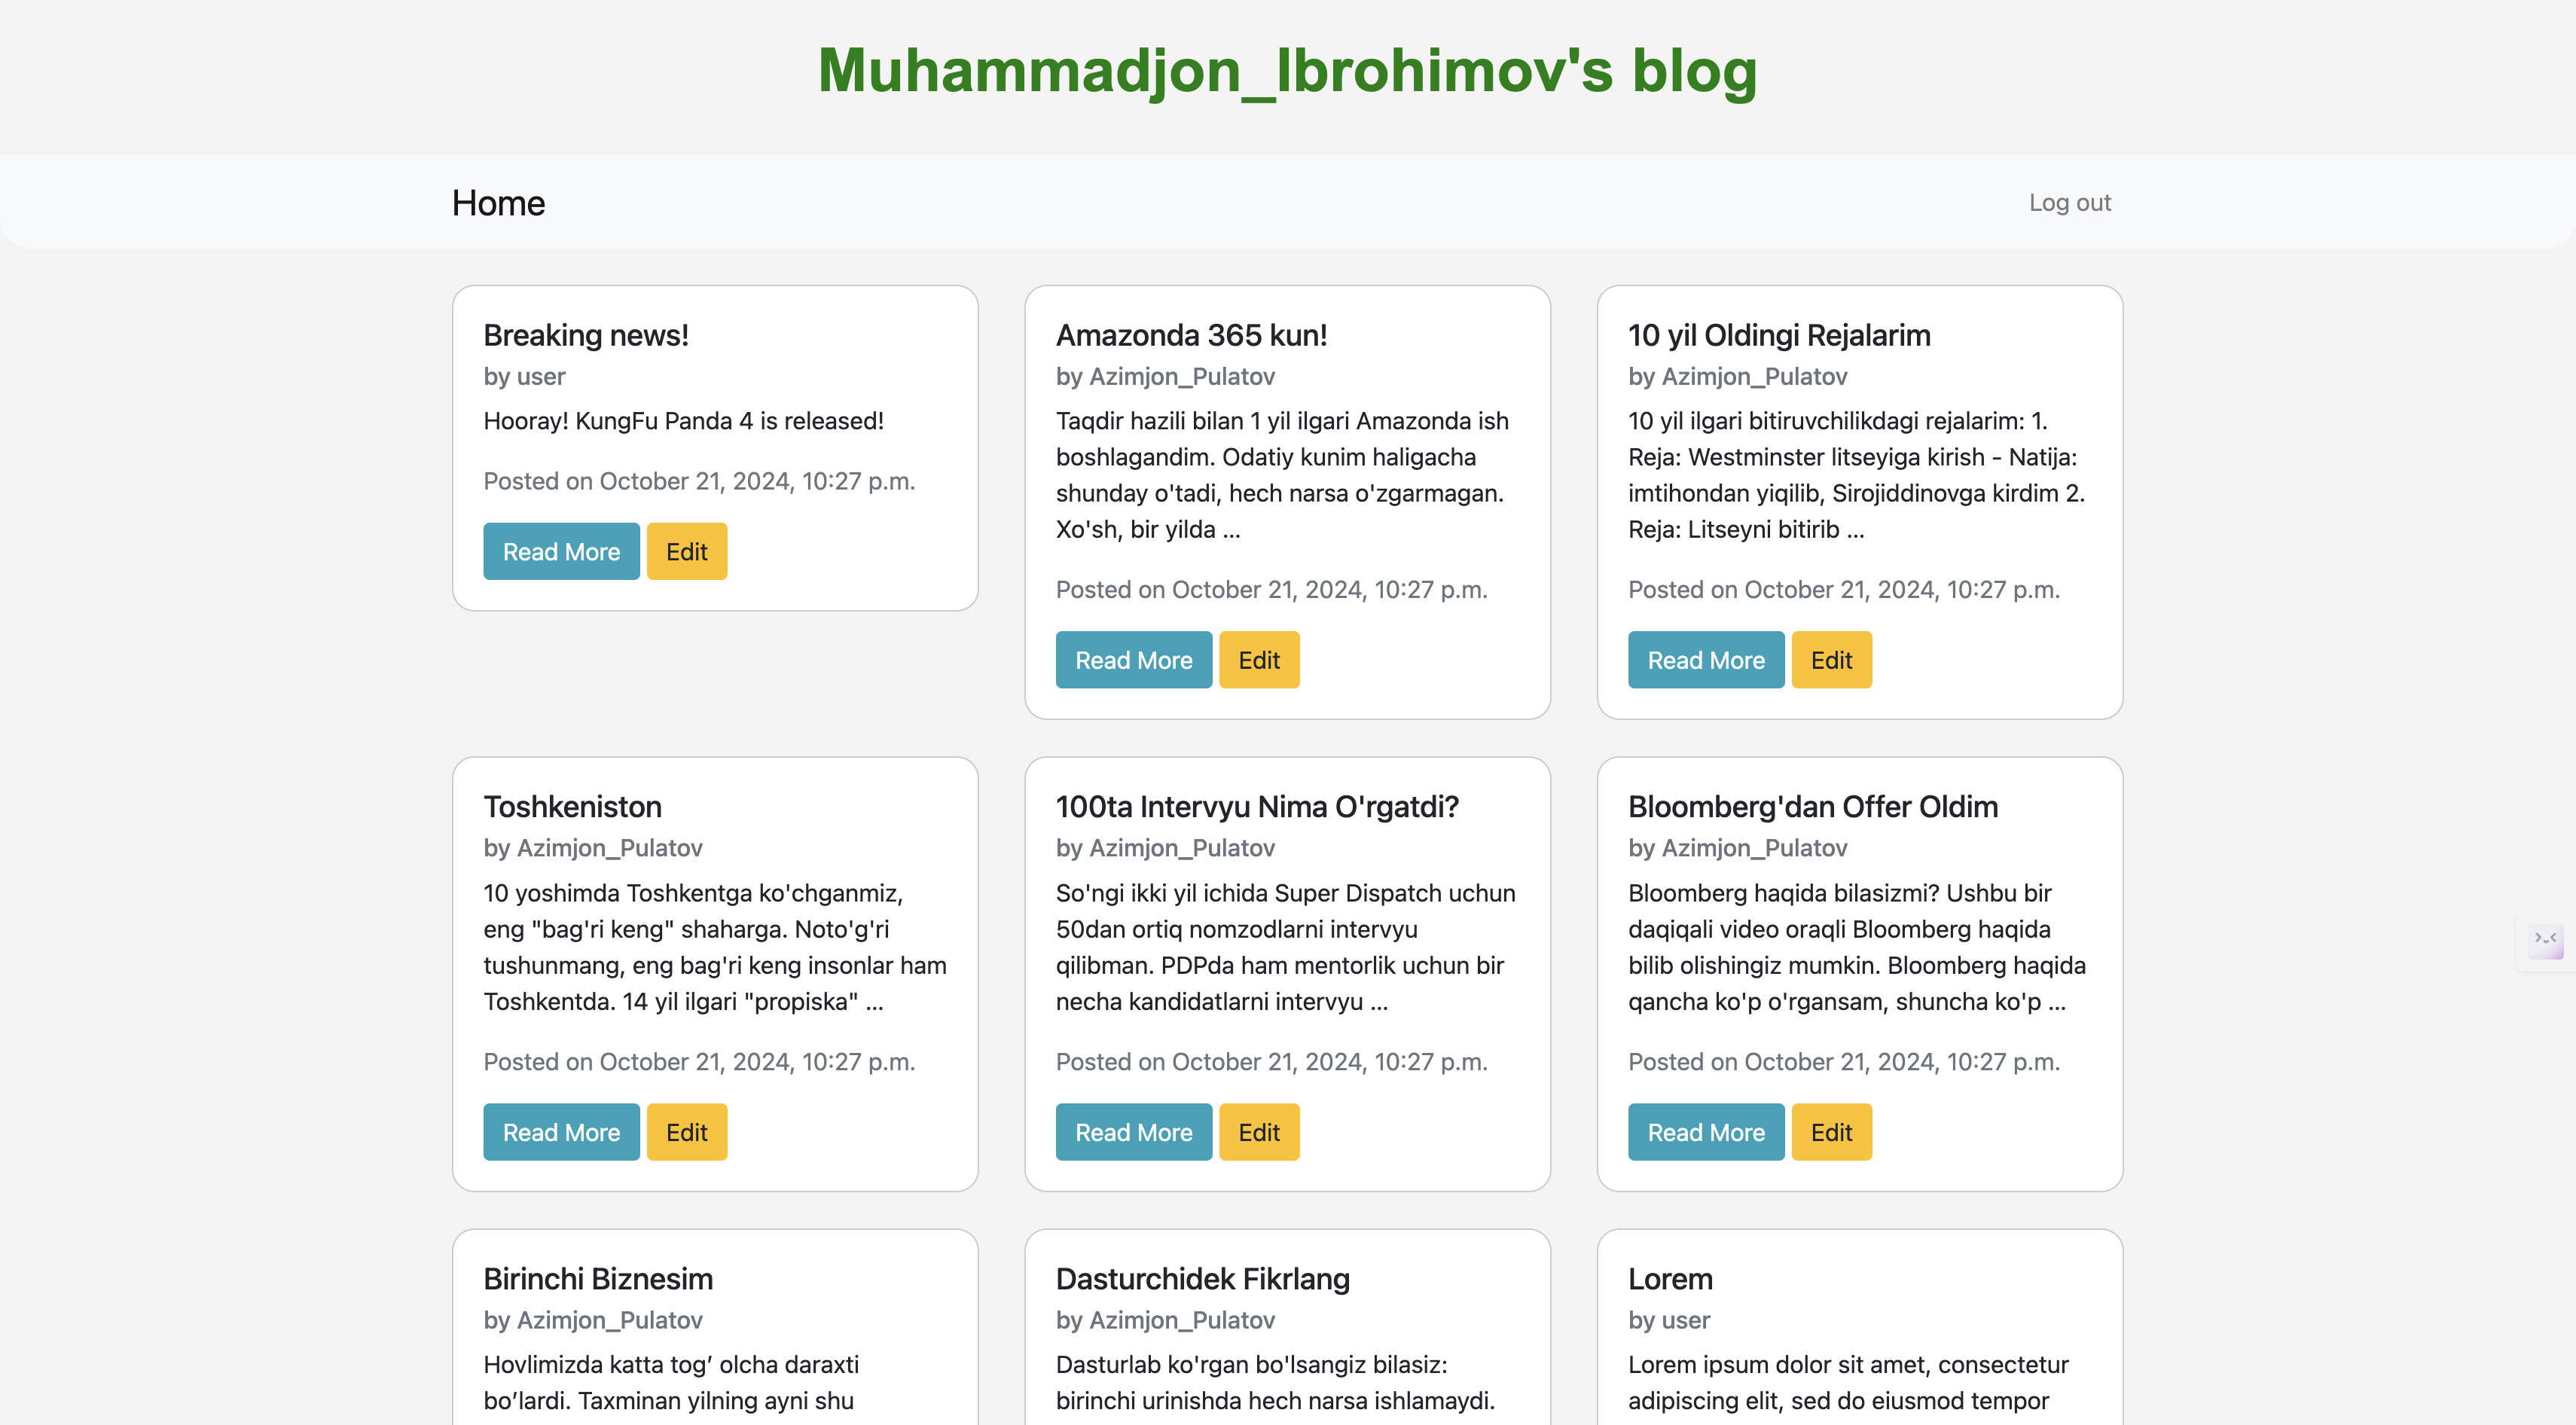 Muhammadjon_Ibrohimov's blog
Home
Log out
Breaking news!
by user
Hooray! KungFu Panda 4 is released!
Posted on October 21, 2024, 10:27 p.m.
Read More
Edit
Amazonda 365 kun!
by Azimjon_Pulatov
Taqdir hazili bilan 1 yil ilgari Amazonda ish
boshlagandim. Odatiy kunim haligacha
shunday o'tadi, hech narsa o'zgarmagan.
Xo'sh, bir yilda ...
Posted on October 21, 2024, 10:27 p.m.
Read More
Edit
10 yil Oldingi Rejalarim
by Azimjon_Pulatov
10 yil ilgari bitiruvchilikdagi rejalarim: 1.
Reja: Westminster litseyiga kirish - Natija:
imtihondan yiqilib, Sirojiddinovga kirdim 2.
Reja: Litseyni bitirib ...
Posted on October 21, 2024, 10:27 p.m.
Read More
Edit
Toshkeniston
by Azimjon_Pulatov
10 yoshimda Toshkentga ko'chganmiz,
eng "bag'ri keng" shaharga. Noto'g'ri
tushunmang, eng bag'ri keng insonlar ham
Toshkentda. 14 yil ilgari "propiska" ...
Posted on October 21, 2024, 10:27 p.m.
Read More
Edit
100ta Intervyu Nima O'rgatdi?
by Azimjon_Pulatov
So'ngi ikki yil ichida Super Dispatch uchun
50dan ortiq nomzodlarni intervyu
qilibman. PDPda ham mentorlik uchun bir
necha kandidatlarni intervyu ...
Posted on October 21, 2024, 10:27 p.m.
Read More
Edit
Bloomberg'dan Offer Oldim
by Azimjon_Pulatov
Bloomberg haqida bilasizmi? Ushbu bir
daqiqali video oraqli Bloomberg haqida
bilib olishingiz mumkin. Bloomberg haqida
qancha ko'p o'rgansam, shuncha ko'p ...
Posted on October 21, 2024, 10:27 p.m.
Read More
Edit
Birinchi Biznesim
by Azimjon_Pulatov
Hovlimizda katta tog’ olcha daraxti
bo’lardi. Taxminan yilning ayni shu
Dasturchidek Fikrlang
by Azimjon_Pulatov
Dasturlab ko'rgan bo'lsangiz bilasiz:
birinchi urinishda hech narsa ishlamaydi.
Lorem
by user
Lorem ipsum dolor sit amet, consectetur
adipiscing elit, sed do eiusmod tempor